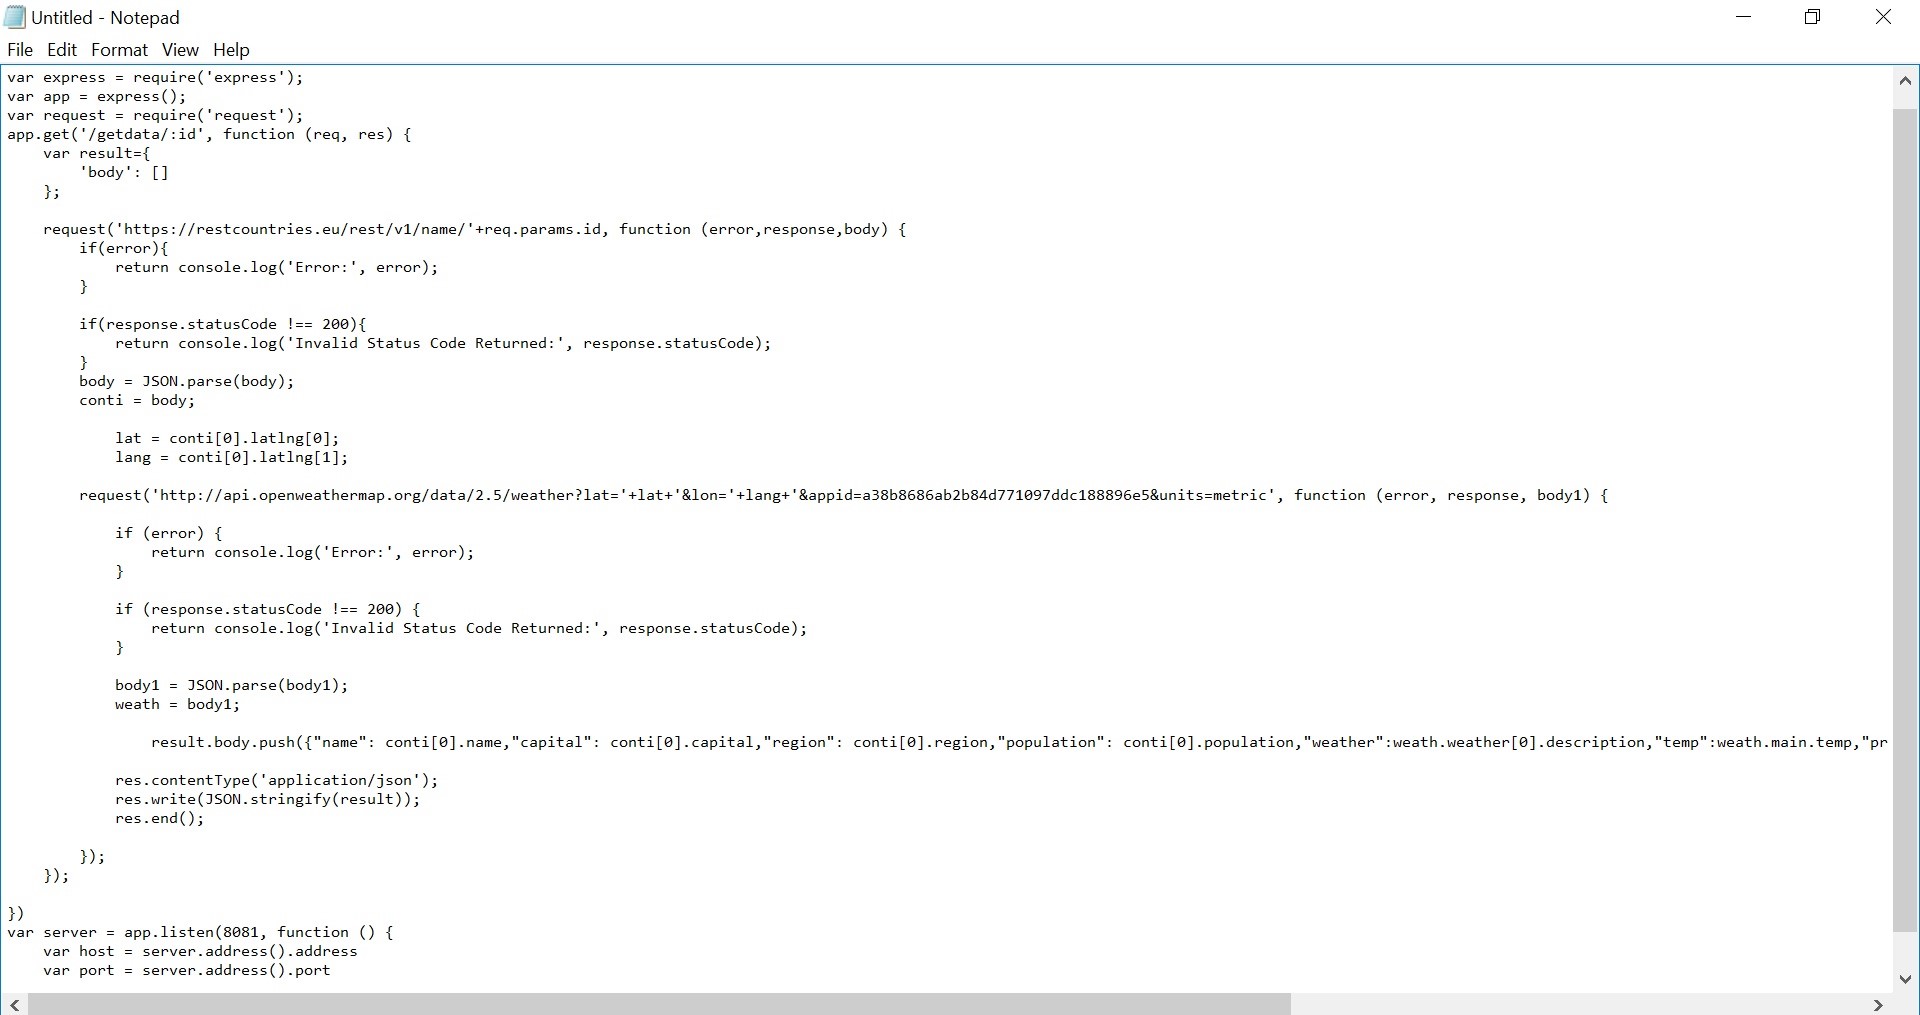 Untitled - Notepad
File Edit Format View Help
var express = require('express');
var app = express();
var request = require('request');
app.get('/getdata/:id', function (req, res) {
    var result={
        'body': []
    };

    request('https://restcountries.eu/rest/v1/name/'+req.params.id, function (error,response,body) {
        if(error){
            return console.log('Error:', error);
        }

        if(response.statusCode !== 200){
            return console.log('Invalid Status Code Returned:', response.statusCode);
        }
        body = JSON.parse(body);
        conti = body;

            lat = conti[0].latlng[0];
            lang = conti[0].latlng[1];

        request('http://api.openweathermap.org/data/2.5/weather?lat='+lat+'&lon='+lang+'&appid=a38b8686ab2b84d771097ddc188896e5&units=metric', function (error, response, body1) {

            if (error) {
                return console.log('Error:', error);
            }

            if (response.statusCode !== 200) {
                return console.log('Invalid Status Code Returned:', response.statusCode);
            }

            body1 = JSON.parse(body1);
            weath = body1;

                result.body.push({"name": conti[0].name,"capital": conti[0].capital,"region": conti[0].region,"population": conti[0].population,"weather":weath.weather[0].description,"temp":weath.main.temp,"pr

            res.contentType('application/json');
            res.write(JSON.stringify(result));
            res.end();

        });
    });

})
var server = app.listen(8081, function () {
    var host = server.address().address
    var port = server.address().port